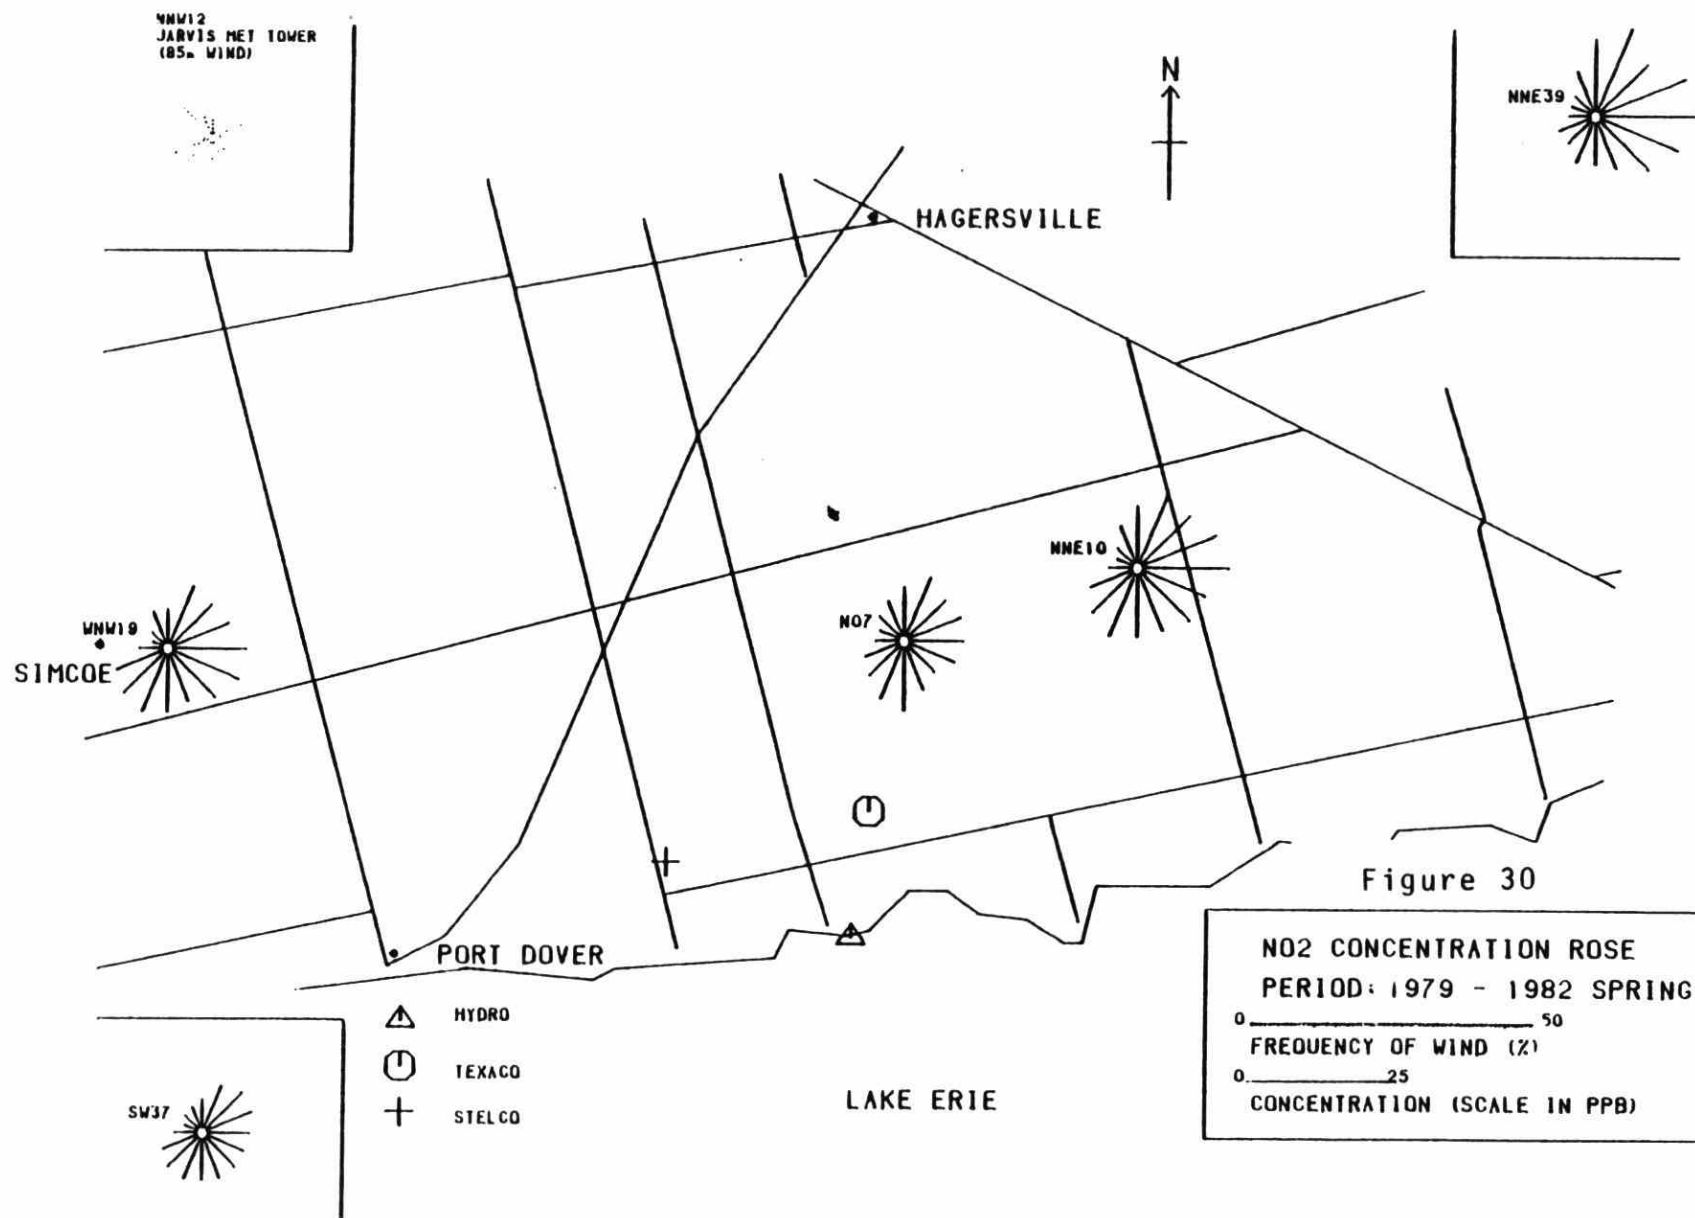 WNW12
JARVIS MET TOWER
(85m WIND)
N
NNE39
HAGERSVILLE
NNE10
WNW19
NO7
SIMCOE
Figure 30
PORT DOVER
NO2 CONCENTRATION ROSE
PERIOD: 1979 - 1982 SPRING
0 50
FREQUENCY OF WIND (%)
0 25
CONCENTRATION (SCALE IN PPB)
HYDRO
TEXACO
STELCO
LAKE ERIE
SW37